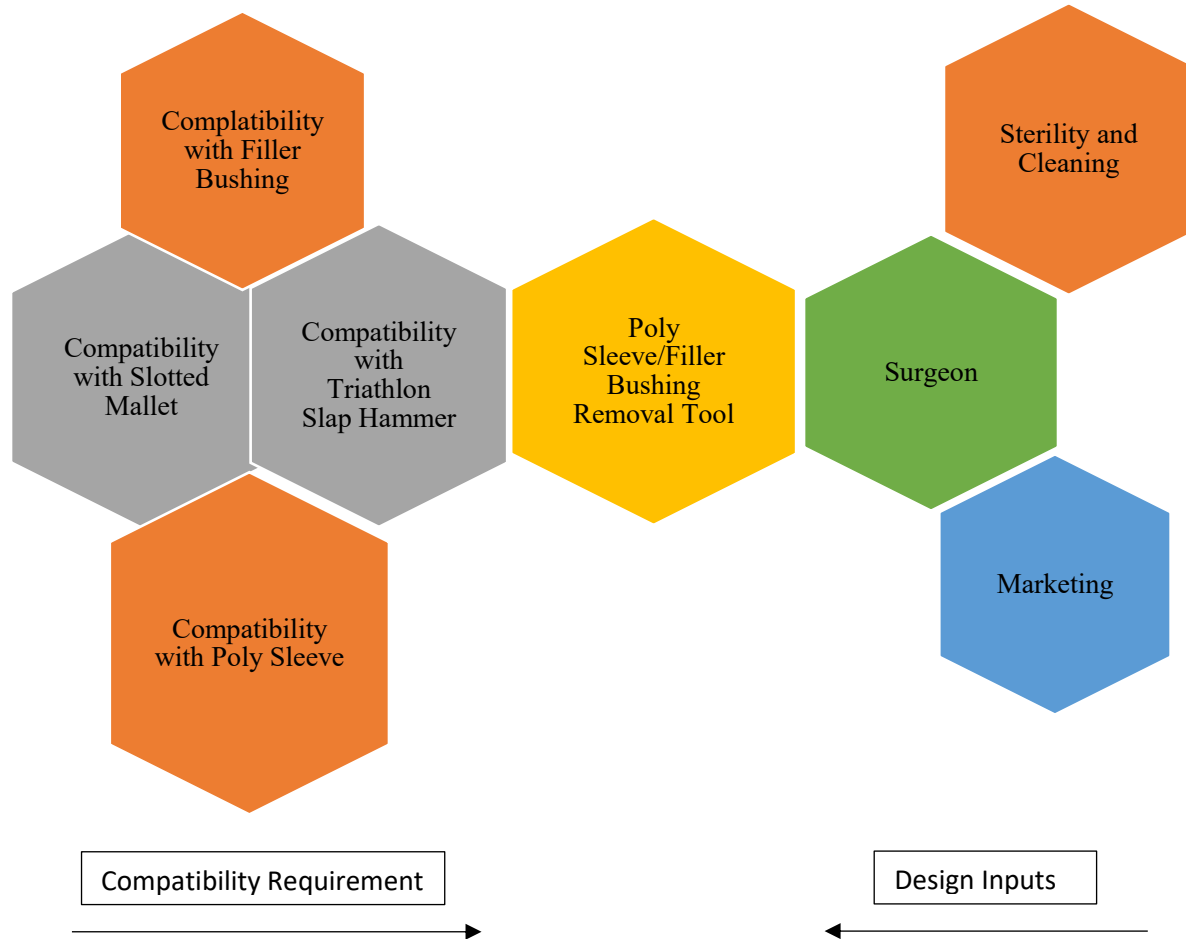 Complatibility
with Filler
Bushing
Sterility and
Cleaning
Compatibility
with Slotted
Mallet
Compatibility
with
Triathlon
Slap Hammer
Poly
Sleeve/Filler
Bushing
Removal Tool
Surgeon
Marketing
Compatibility
with Poly Sleeve
Compatibility Requirement
Design Inputs